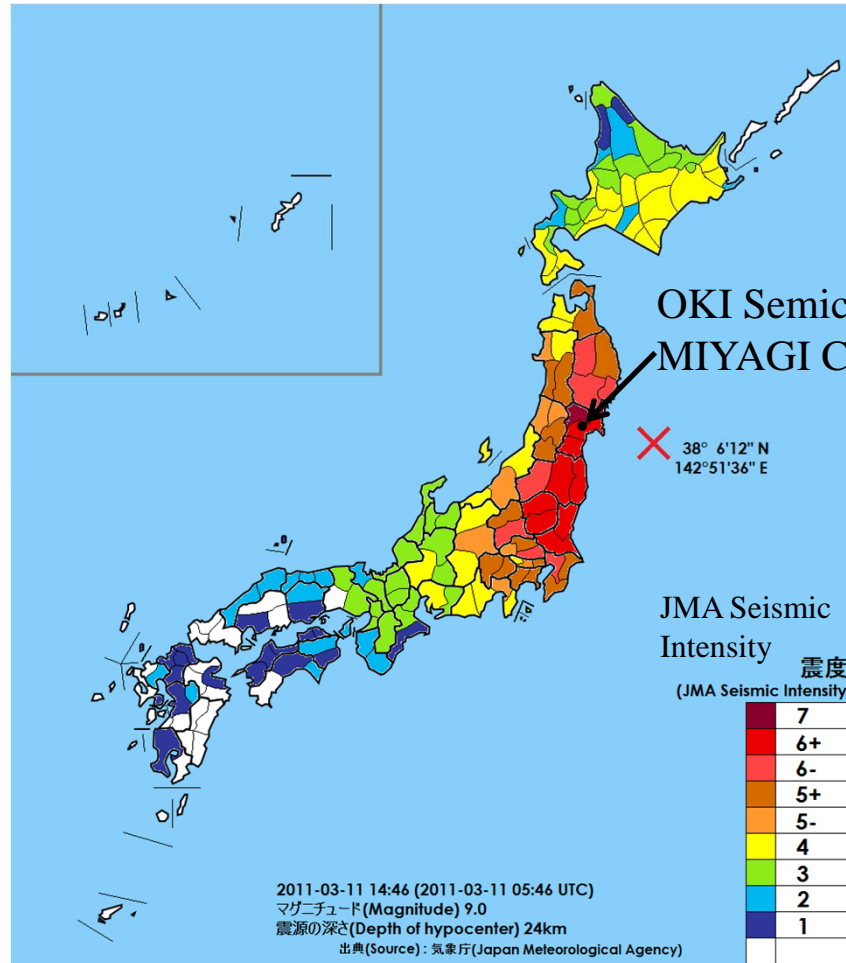 OKI Semic
MIYAGI C
38° 6'12" N
142°51'36" E
JMA Seismic
Intensity
震度
(JMA Seismic Intensity
7
6+
6-
5+
5-
4
3
2
1
2011-03-11 14:46 (2011-03-11 05:46 UTC)
マグニチュード(Magnitude) 9.0
震源の深さ(Depth of hypocenter) 24km
出典(Source) : 気象庁(Japan Meteorological Agency)